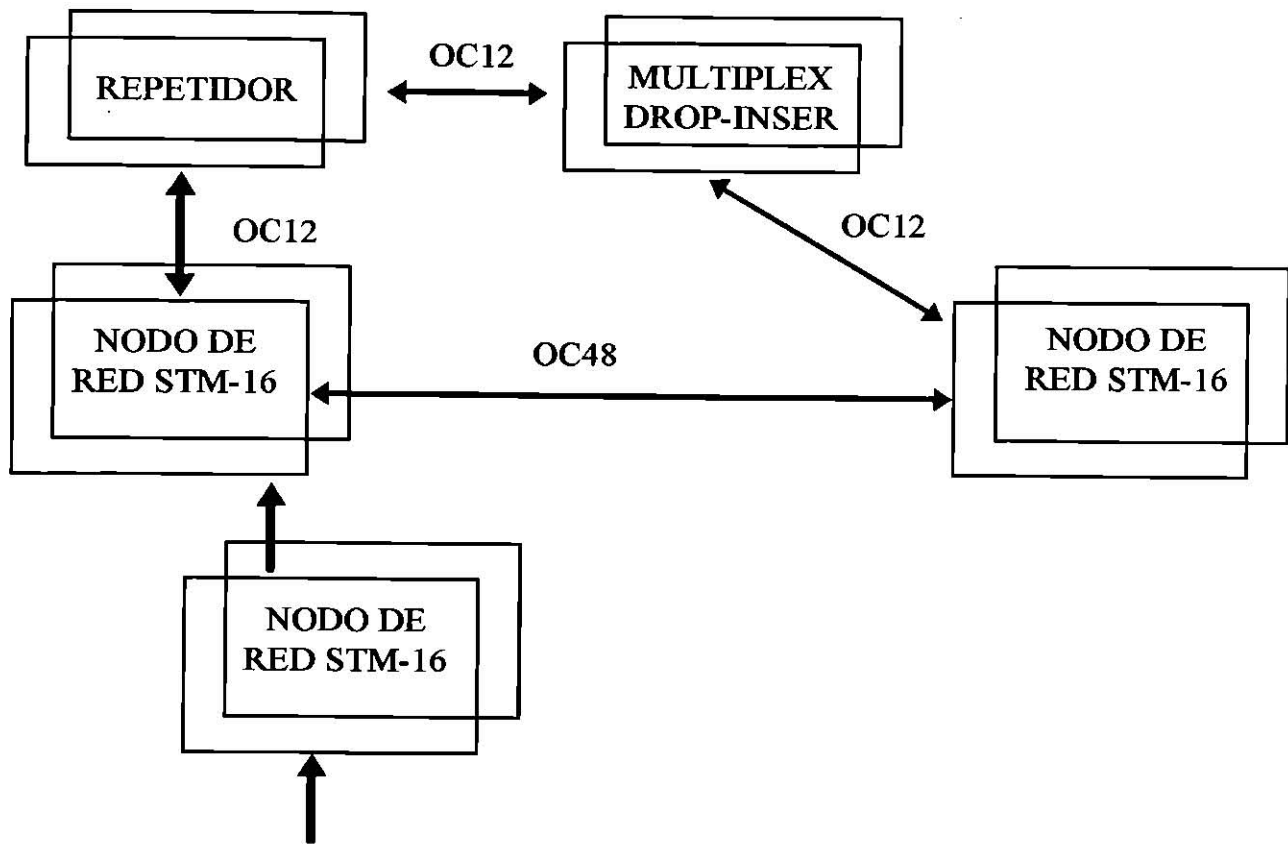 REPETIDOR
OC12
MULTIPLEX
DROP-INSER
OC12
OC12
NODO DE
RED STM-16
OC48
NODO DE
RED STM-16
NODO DE
RED STM-16